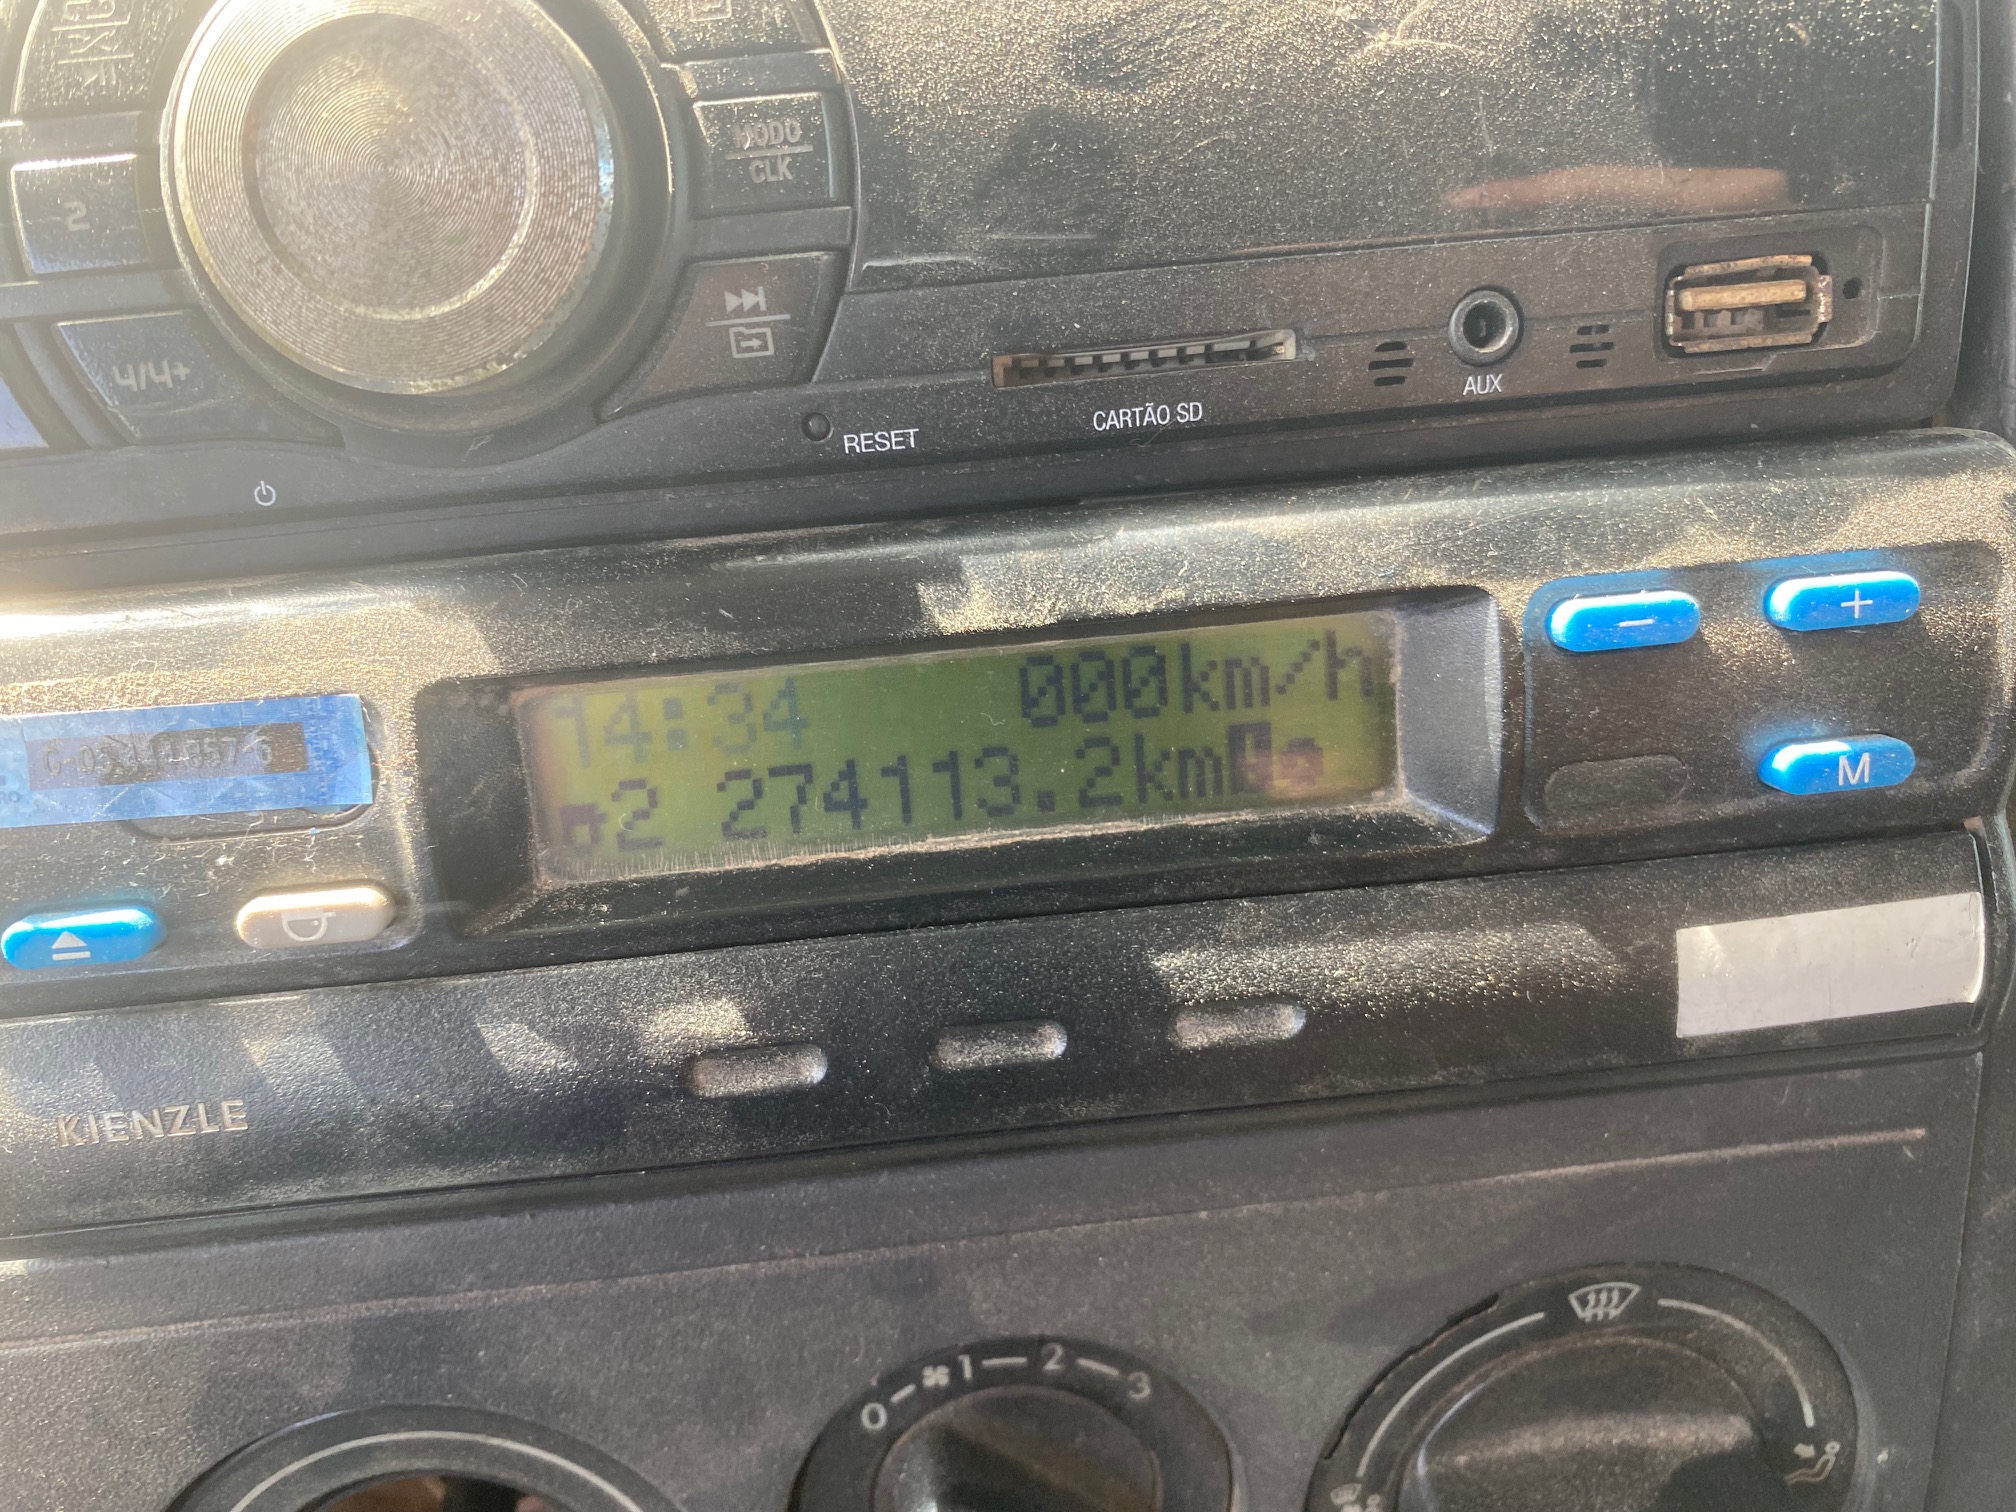 MODO
CLK
2
4/4+
RESET
CARTÃO SD
AUX
14:34 000km/h
2 274113.2km
- +
M
KIENZLE
0 1 2 3